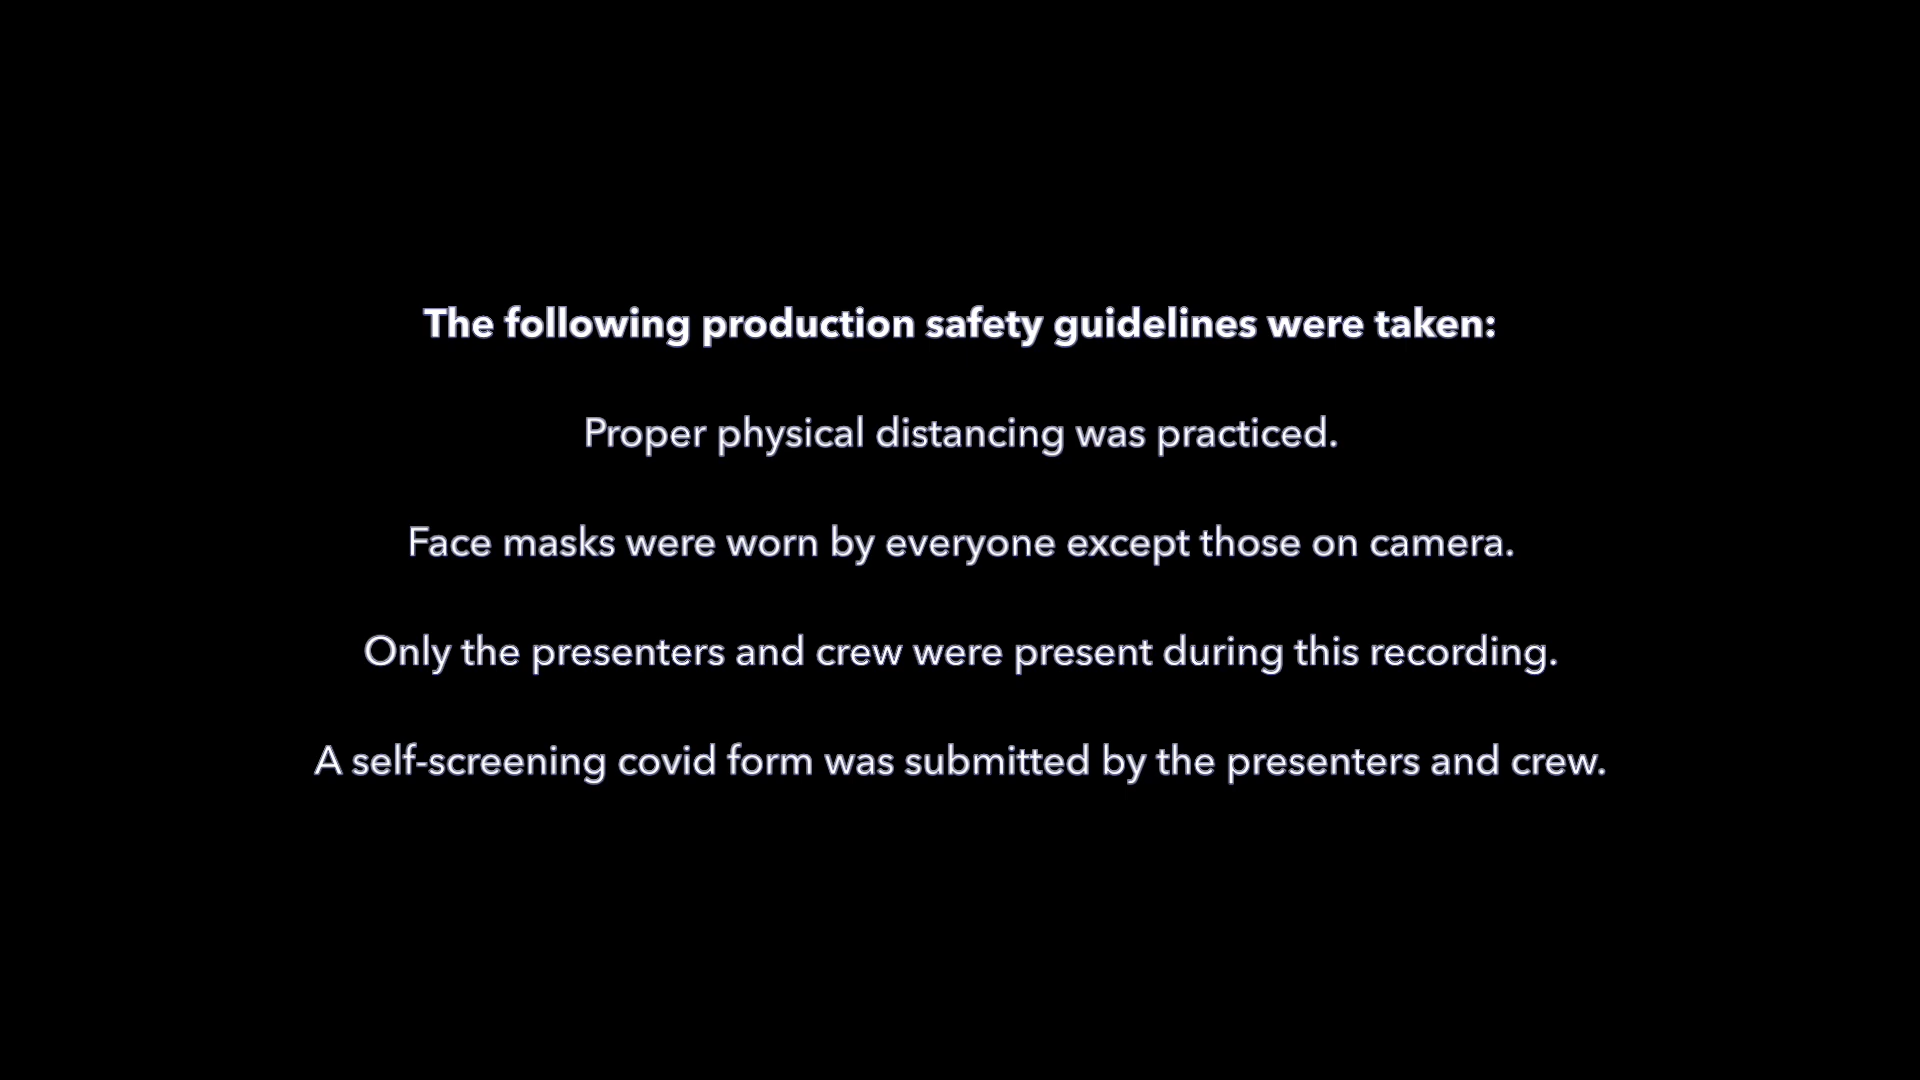 The following production safety guidelines were taken:
Proper physical distancing was practiced.
Face masks were worn by everyone except those on camera.
Only the presenters and crew were present during this recording.
A self-screening covid form was submitted by the presenters and crew.